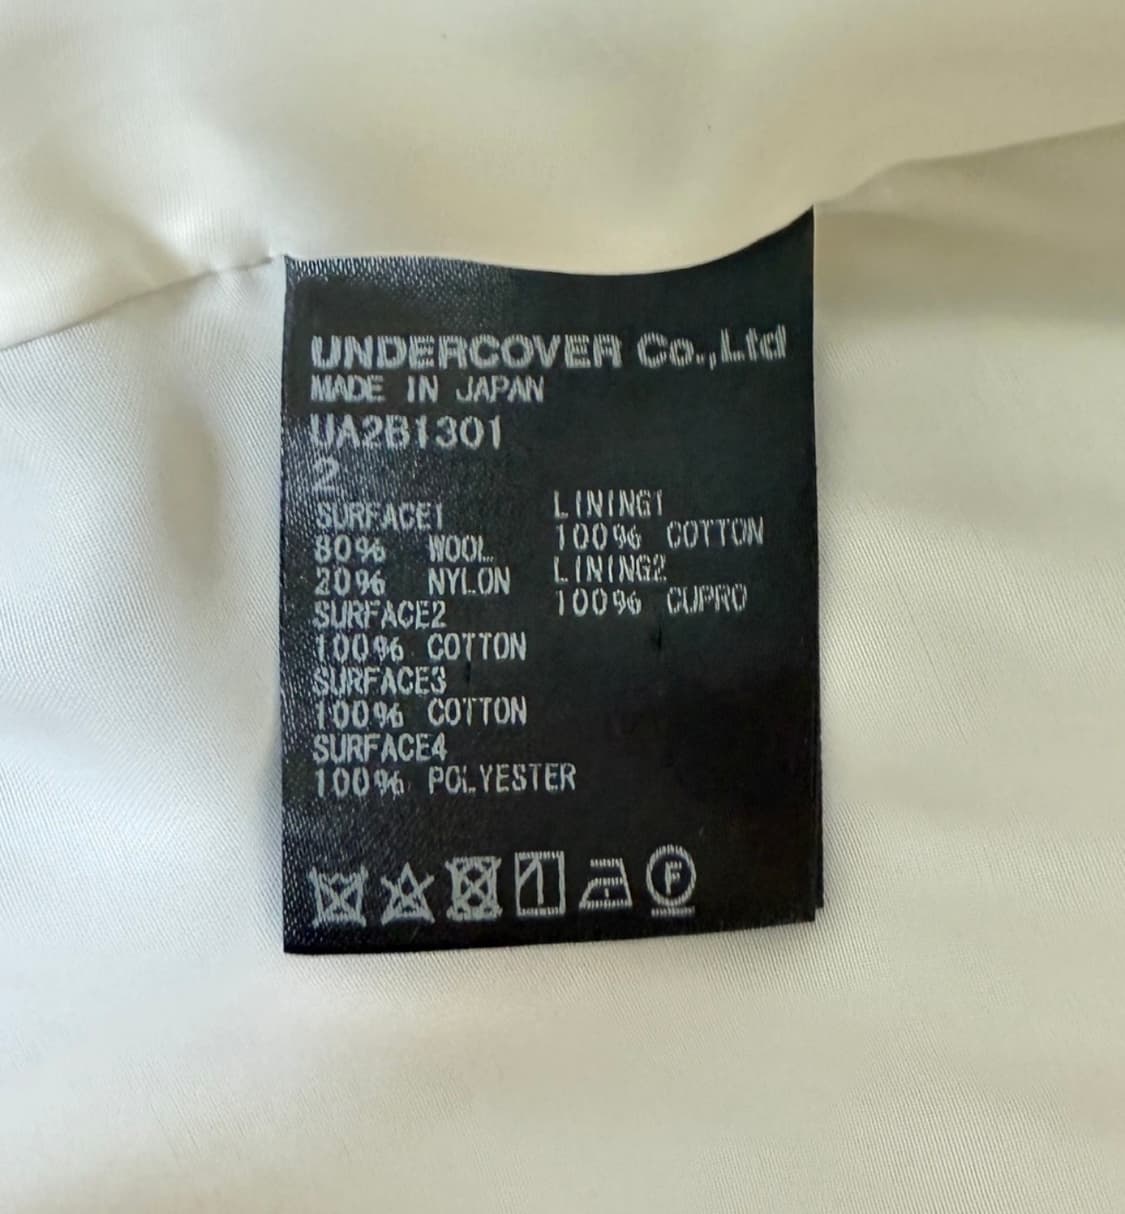 UNDERCOVER Co.,Ltd
MADE IN JAPAN
UA2B1301
2
SURFACE1
80% WOOL
20% NYLON
SURFACE2
100% COTTON
SURFACE3
100% COTTON
SURFACE4
100% POLYESTER
LINING1
100% COTTON
LINING2
100% CUPRO
F